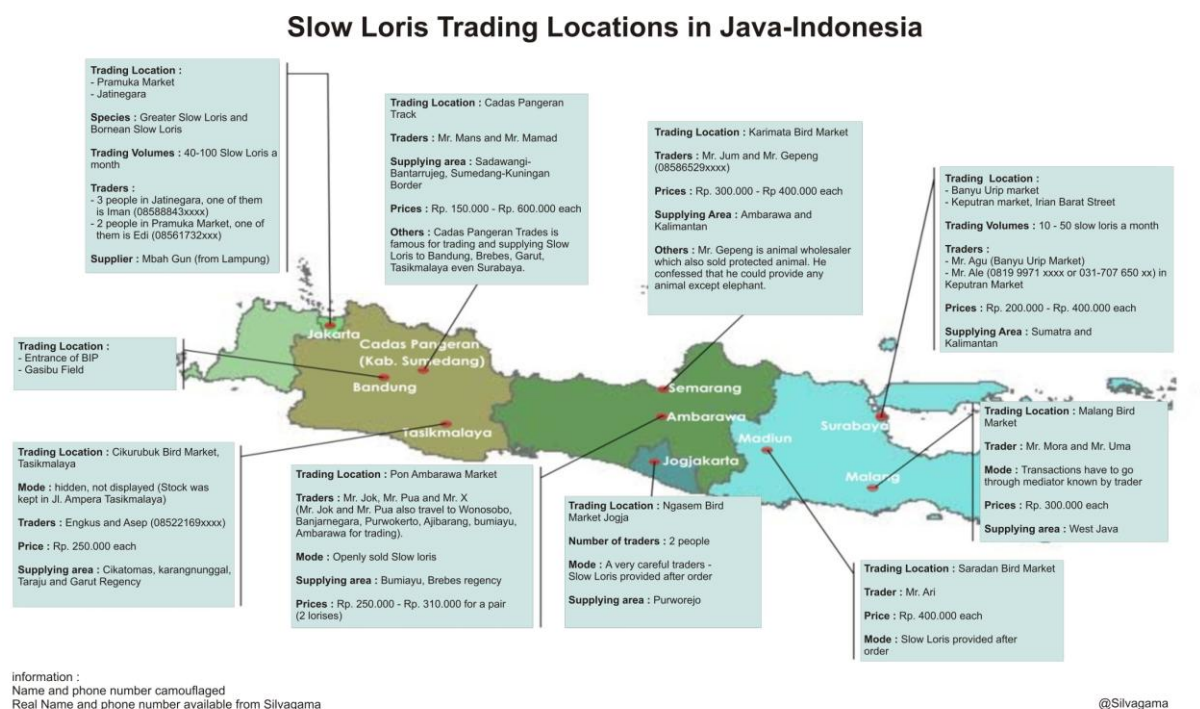 Slow Loris Trading Locations in Java-Indonesia
Trading Location :
- Pramuka Market
- Jatinegara
Species : Greater Slow Loris and
Bornean Slow Loris
Trading Volumes : 40-100 Slow Loris a
month
Traders :
- 3 people in Jatinegara, one of them
is Iman (08588843xxxx)
- 2 people in Pramuka Market, one of
them is Edi (08561732xxx)
Supplier : Mbah Gun (from Lampung)
Trading Location : Cadas Pangeran
Track
Traders : Mr. Mans and Mr. Mamad
Supplying area : Sadawangi-
Bantarrujeg, Sumedang-Kuningan
Border
Prices : Rp. 150.000 - Rp. 600.000 each
Others : Cadas Pangeran Trades is
famous for trading and supplying Slow
Loris to Bandung, Brebes, Garut,
Tasikmalaya even Surabaya.
Trading Location : Karimata Bird Market
Traders : Mr. Jum and Mr. Gepeng
(08586529xxxx)
Prices : Rp. 300.000 - Rp 400.000 each
Supplying Area : Ambarawa and
Kalimantan
Others : Mr. Gepeng is animal wholesaler
which also sold protected animal. He
confessed that he could provide any
animal except elephant.
Trading Location :
- Banyu Urip market
- Keputran market, Irian Barat Street
Trading Volumes : 10 - 50 slow loris a month
Traders :
- Mr. Agu (Banyu Urip Market)
- Mr. Ale (0819 9971 xxxx or 031-707 650 xx) in
Keputran Market
Prices : Rp. 200.000 - Rp. 400.000 each
Supplying Area : Sumatra and
Kalimantan
Trading Location :
- Entrance of BIP
- Gasibu Field
Jakarta
Cadas Pangeran
(Kab. Sumedang)
Bandung
Tasikmalaya
Semarang
Ambarawa
Jogjakarta
Madiun
Surabaya
Malang
Trading Location : Malang Bird
Market
Trader : Mr. Mora and Mr. Uma
Mode : Transactions have to go
through mediator known by trader
Prices : Rp. 300.000 each
Supplying area : West Java
Trading Location : Cikurubuk Bird Market,
Tasikmalaya
Mode : hidden, not displayed (Stock was
kept in Jl. Ampera Tasikmalaya)
Traders : Engkus and Asep (08522169xxxx)
Price : Rp. 250.000 each
Supplying area : Cikatomas, karangnunggal,
Taraju and Garut Regency
Trading Location : Pon Ambarawa Market
Traders : Mr. Jok, Mr. Pua and Mr. X
(Mr. Jok and Mr. Pua also travel to Wonosobo,
Banjarnegara, Purwokerto, Ajibarang, bumiayu,
Ambarawa for trading).
Mode : Openly sold Slow loris
Supplying area : Bumiayu, Brebes regency
Prices : Rp. 250.000 - Rp. 310.000 for a pair
(2 lorises)
Trading Location : Ngasem Bird
Market Jogja
Number of traders : 2 people
Mode : A very careful traders -
Slow Loris provided after order
Supplying area : Purworejo
Trading Location : Saradan Bird Market
Trader : Mr. Ari
Price : Rp. 400.000 each
Mode : Slow Loris provided after
order
information :
Name and phone number camouflaged
Real Name and phone number available from Silvagama
@Silvagama